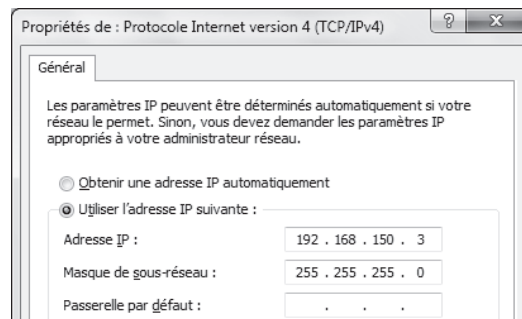 Propriétés de : Protocole Internet version 4 (TCP/IPv4)
? X
Général
Les paramètres IP peuvent être déterminés automatiquement si votre
réseau le permet. Sinon, vous devez demander les paramètres IP
appropriés à votre administrateur réseau.
Obtenir une adresse IP automatiquement
Utiliser l'adresse IP suivante :
Adresse IP : 192 . 168 . 150 . 3
Masque de sous-réseau : 255 . 255 . 255 . 0
Passerelle par défaut : . . .